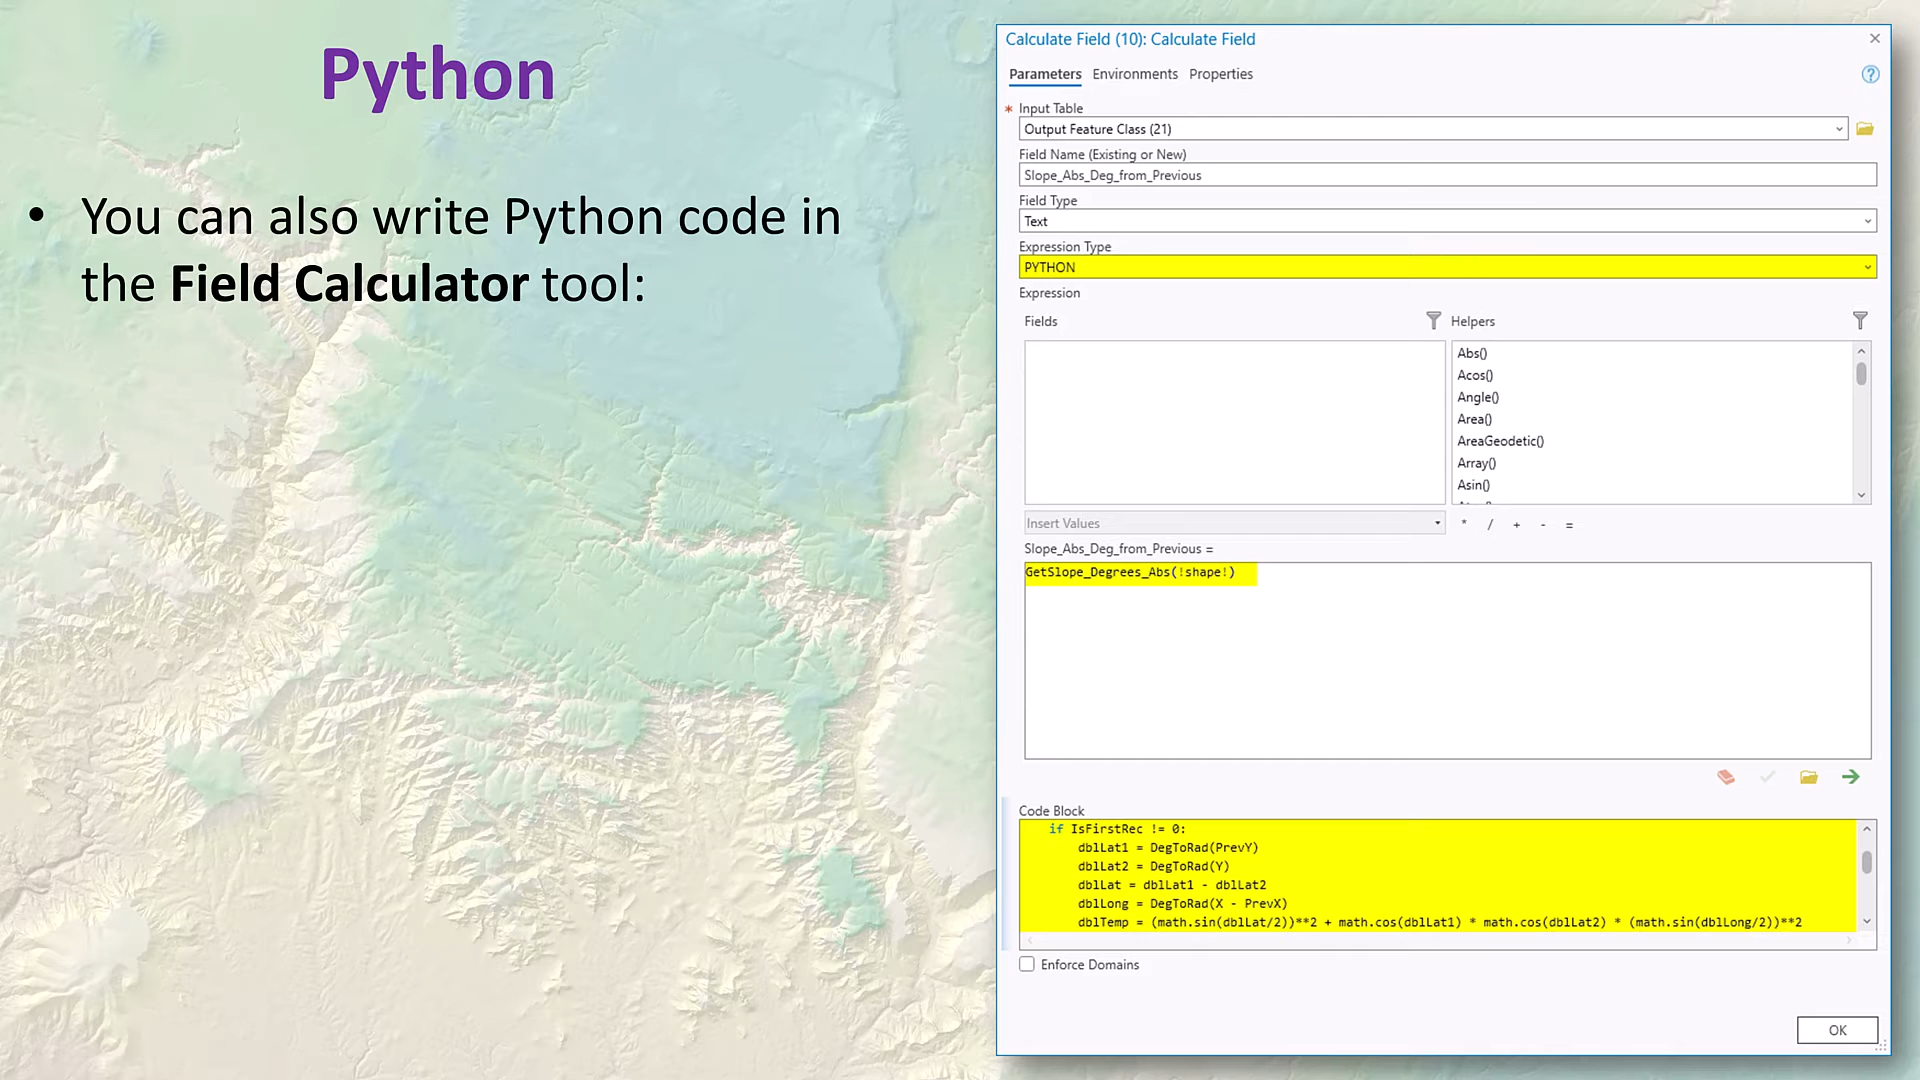 Python
• You can also write Python code in
the Field Calculator tool:
Calculate Field (10): Calculate Field
Parameters Environments Properties
* Input Table
Output Feature Class (21)
Field Name (Existing or New)
Slope_Abs_Deg_from_Previous
Field Type
Text
Expression Type
PYTHON
Expression
Fields
Helpers
Abs()
Acos()
Angle()
Area()
AreaGeodetic()
Array()
Asin()
Insert Values
* / + - =
Slope_Abs_Deg_from_Previous =
GetSlope_Degrees_Abs(!shape!)
Code Block
if IsFirstRec != 0:
dblLat1 = DegToRad(PrevY)
dblLat2 = DegToRad(Y)
dblLat = dblLat1 - dblLat2
dblLong = DegToRad(X - PrevX)
dblTemp = (math.sin(dblLat/2))**2 + math.cos(dblLat1) * math.cos(dblLat2) * (math.sin(dblLong/2))**2
Enforce Domains
OK